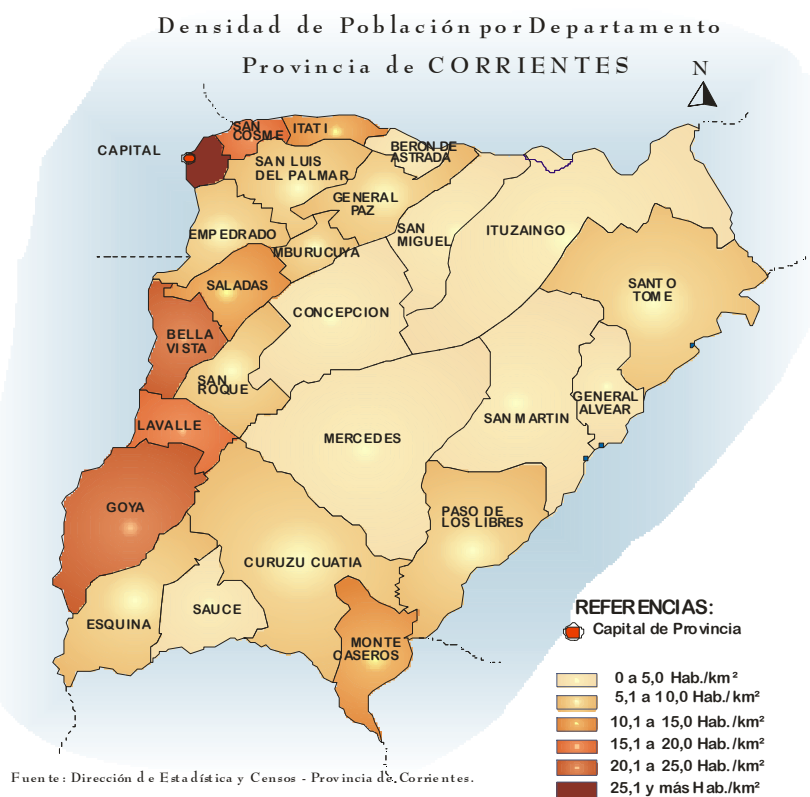 Densidad de Población por Departamento
Provincia de CORRIENTES
N
CAPITAL
SAN
COSME
ITATI
BERON DE
ASTRADA
SAN LUIS
DEL PALMAR
GENERAL
PAZ
EMPEDRADO
MBURUCUYA
SAN
MIGUEL
ITUZAINGO
SALADAS
SANTO
TOME
CONCEPCION
BELLA
VISTA
SAN
ROQUE
GENERAL
ALVEAR
SAN MARTIN
LAVALLE
MERCEDES
GOYA
PASO DE
LOS LIBRES
CURUZU CUATIA
SAUCE
ESQUINA
MONTE
CASEROS
REFERENCIAS:
Capital de Provincia
0 a 5,0 Hab./km²
5,1 a 10,0 Hab./km²
10,1 a 15,0 Hab./km²
15,1 a 20,0 Hab./km²
20,1 a 25,0 Hab./km²
25,1 y más Hab./km²
Fuente: Dirección de Estadística y Censos - Provincia de Corrientes.